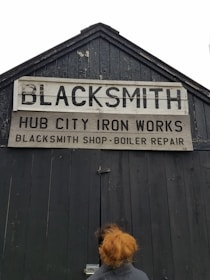 BLACKSMITH
HUB CITY IRON WORKS
BLACKSMITH SHOP - BOILER REPAIR